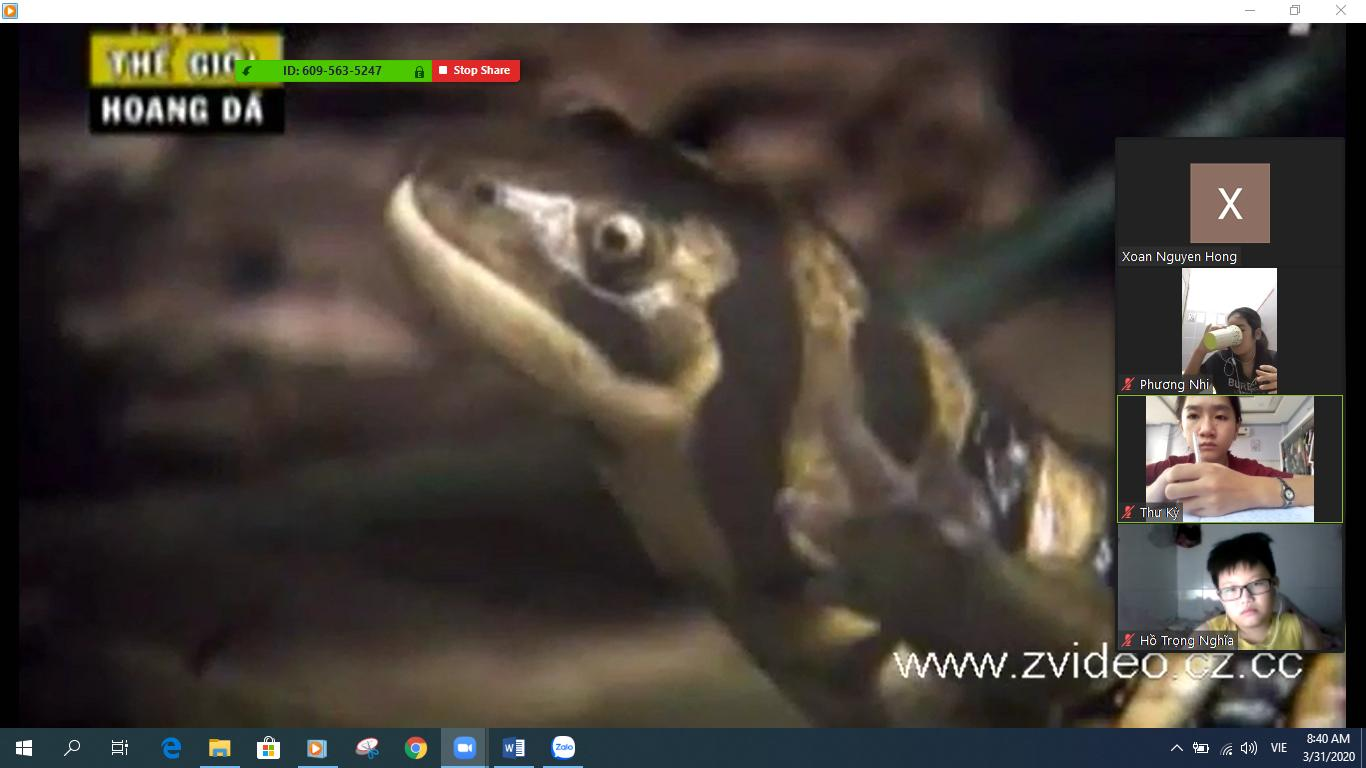 THẾ GIỚI
HOANG DÃ
ID: 609-563-5247
Stop Share
X
Xoan Nguyen Hong
Phương Nhi
Thư Ký
Hồ Trọng Nghĩa
www.zvideo.cz.cc
Zalo
VIE
8:40 AM
3/31/2020